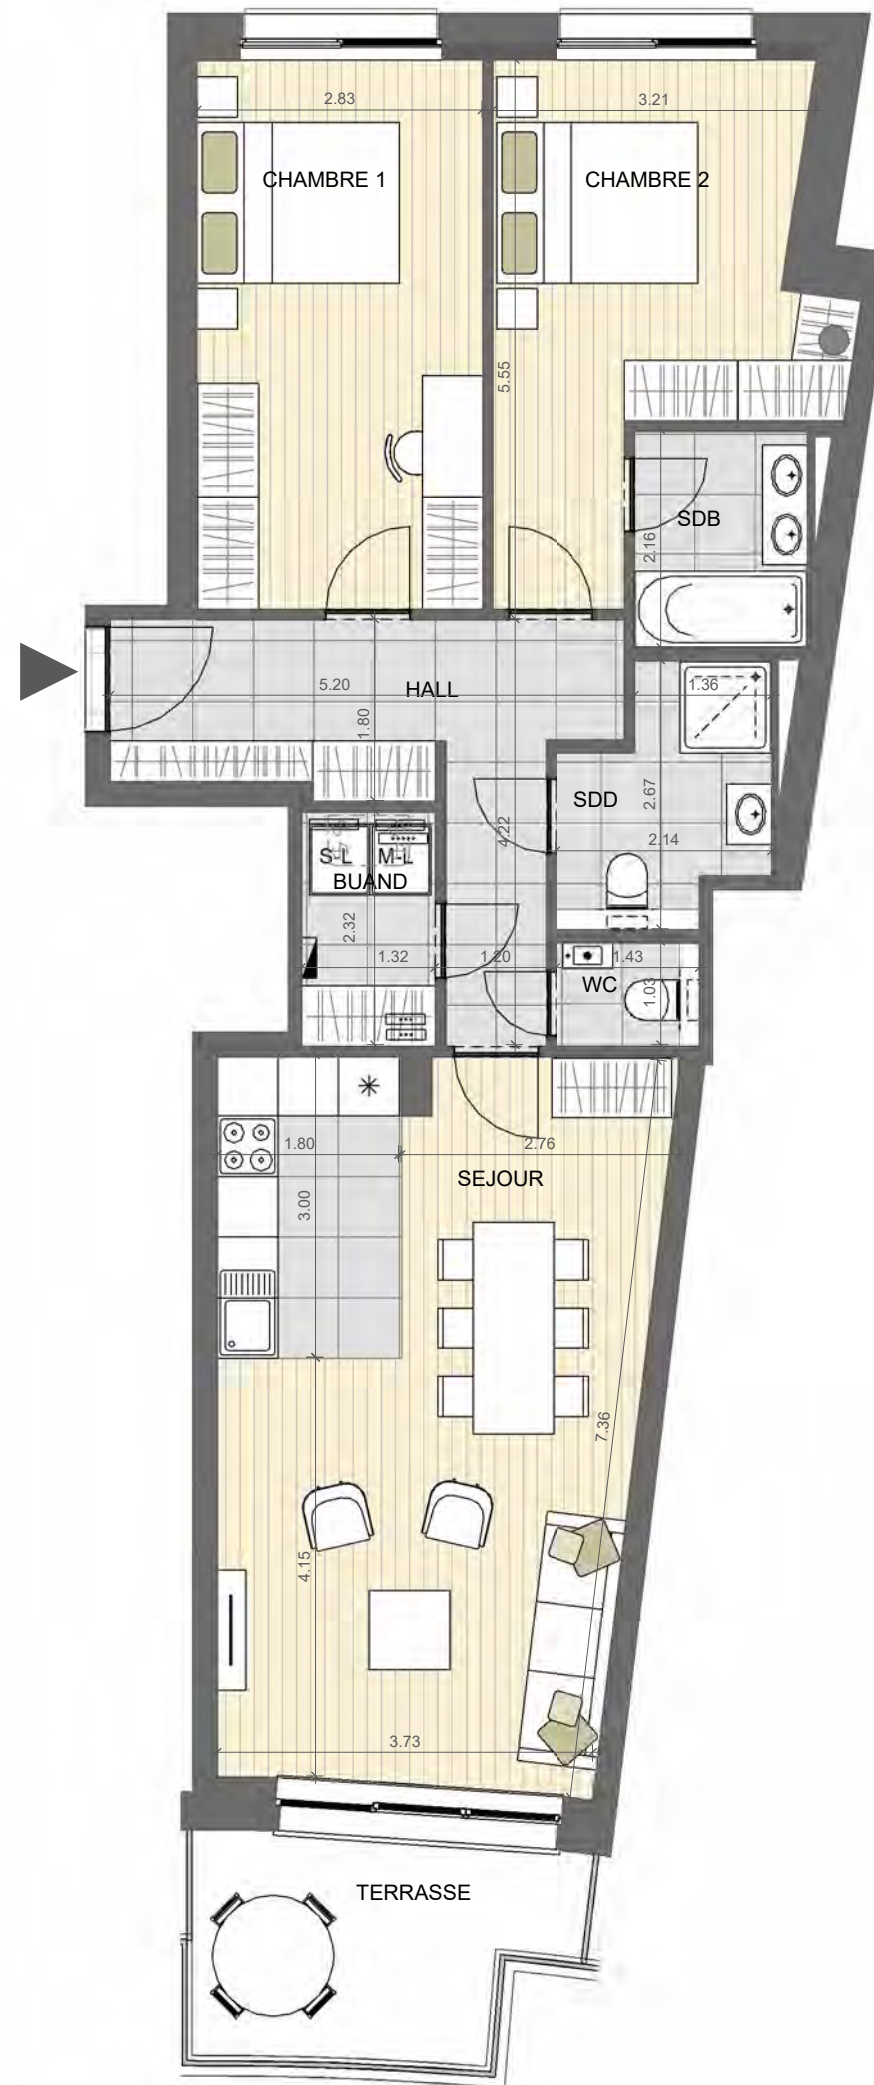 2.83
3.21
CHAMBRE 1
CHAMBRE 2
5.55
SDB
2.16
5.20
HALL
1.36
1.80
SDD
2.67
4.22
2.14
S-L
M-L
BUAND
2.32
1.32
1.20
1.43
WC
1.03
1.80
2.76
SEJOUR
3.00
7.36
4.15
3.73
TERRASSE